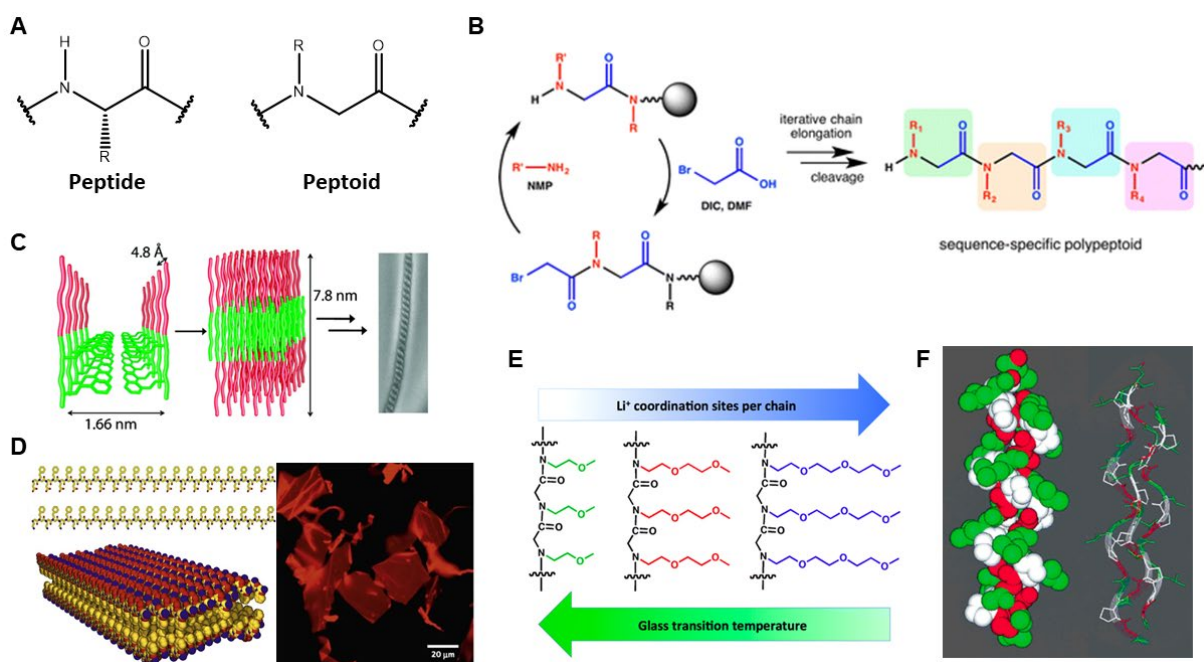 A
H
O
N
R
Peptide
R
O
N
Peptoid
B
R'
O
N
H
N
R
R'—NH₂
NMP
O
Br
OH
DIC, DMF
R
O
N
Br
O
N
R
iterative chain
elongation
cleavage
R₁
O
R₃
O
N
N
N
N
H
R₂
O
R₄
O
sequence-specific polypeptoid
C
4.8 Å
7.8 nm
1.66 nm
D
20 μm
E
Li⁺ coordination sites per chain
N
O
N
O
O
N
O
O
O
O
N
O
O
N
O
O
O
N
O
O
O
O
N
O
N
O
O
N
O
O
O
Glass transition temperature
F